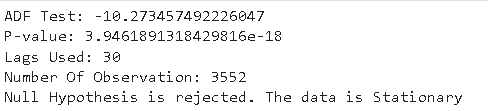 ADF Test: -10.273457492226047
P-value: 3.9461891318429816e-18
Lags Used: 30
Number Of Observation: 3552
Null Hypothesis is rejected. The data is Stationary